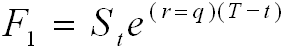 F₁ = Sₜe^(r=q)(T−t)